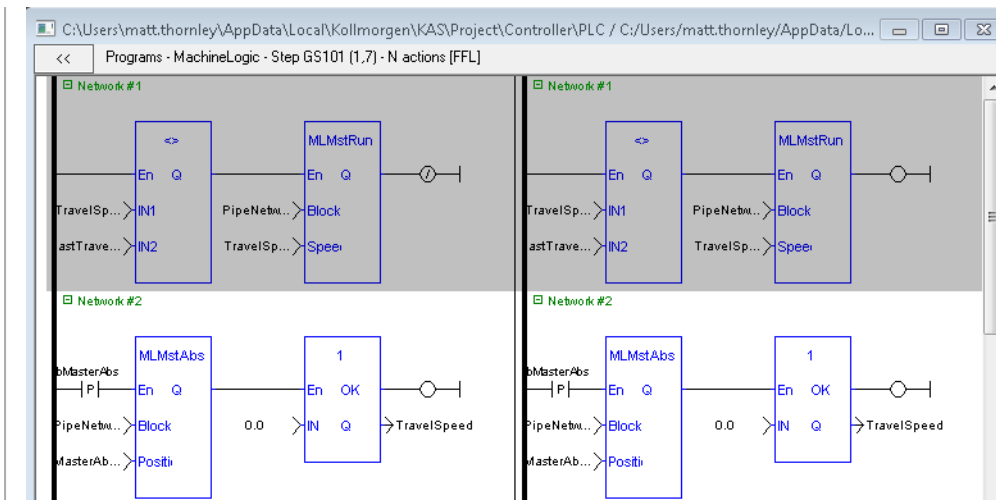 C:\Users\matt.thornley\AppData\Local\Kollmorgen\KAS\Project\Controller\PLC / C:/Users/matt.thornley/AppData/Lo...
<< Programs - MachineLogic - Step GS101 (1,7) - N actions [FFL]
Network #1 Network #1
<> MLMstRun <> MLMstRun
En Q En Q / En Q En Q
TravelSp... IN1 PipeNetw... Block TravelSp... IN1 PipeNetw... Block
astTrave... IN2 TravelSp... Spee astTrave... IN2 TravelSp... Spee
Network #2 Network #2
MLMstAbs 1 MLMstAbs 1
bMasterAbs bMasterAbs
P En Q En OK P En Q En OK
PipeNetw... Block 0.0 IN Q TravelSpeed PipeNetw... Block 0.0 IN Q TravelSpeed
MasterAb... Positi MasterAb... Positi